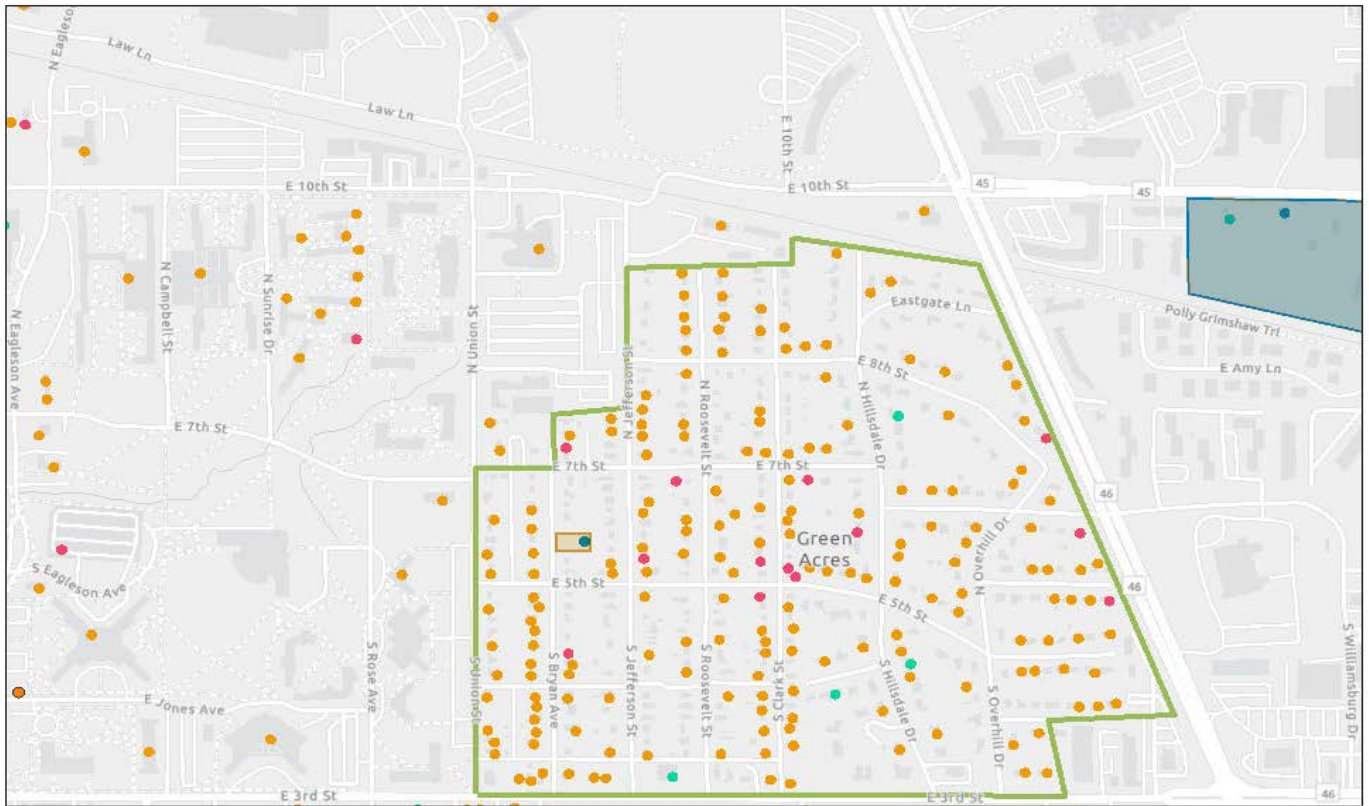 N Eagleson
Law Ln
Law Ln
E 10th St
E 10th St
E 10th St
45
45
N Campbell St
N Sunrise Dr
N Union St
N Eagleson Ave
E 7th St
N Jefferson St
N Roosevelt St
Eastgate Ln
E 8th St
N Hillsdale Dr
Polly Grimshaw Trl
E Amy Ln
E 7th St
E 7th St
46
Green
Acres
N Overhill Dr
46
S Eagleson Ave
E 5th St
E 5th St
S Rose Ave
S Union St
S Bryan Ave
S Jefferson St
S Roosevelt St
S Clark St
S Hillsdale Dr
S Overhill Dr
S Williamsburg Dr
E Jones Ave
E 3rd St
E 3rd St
46